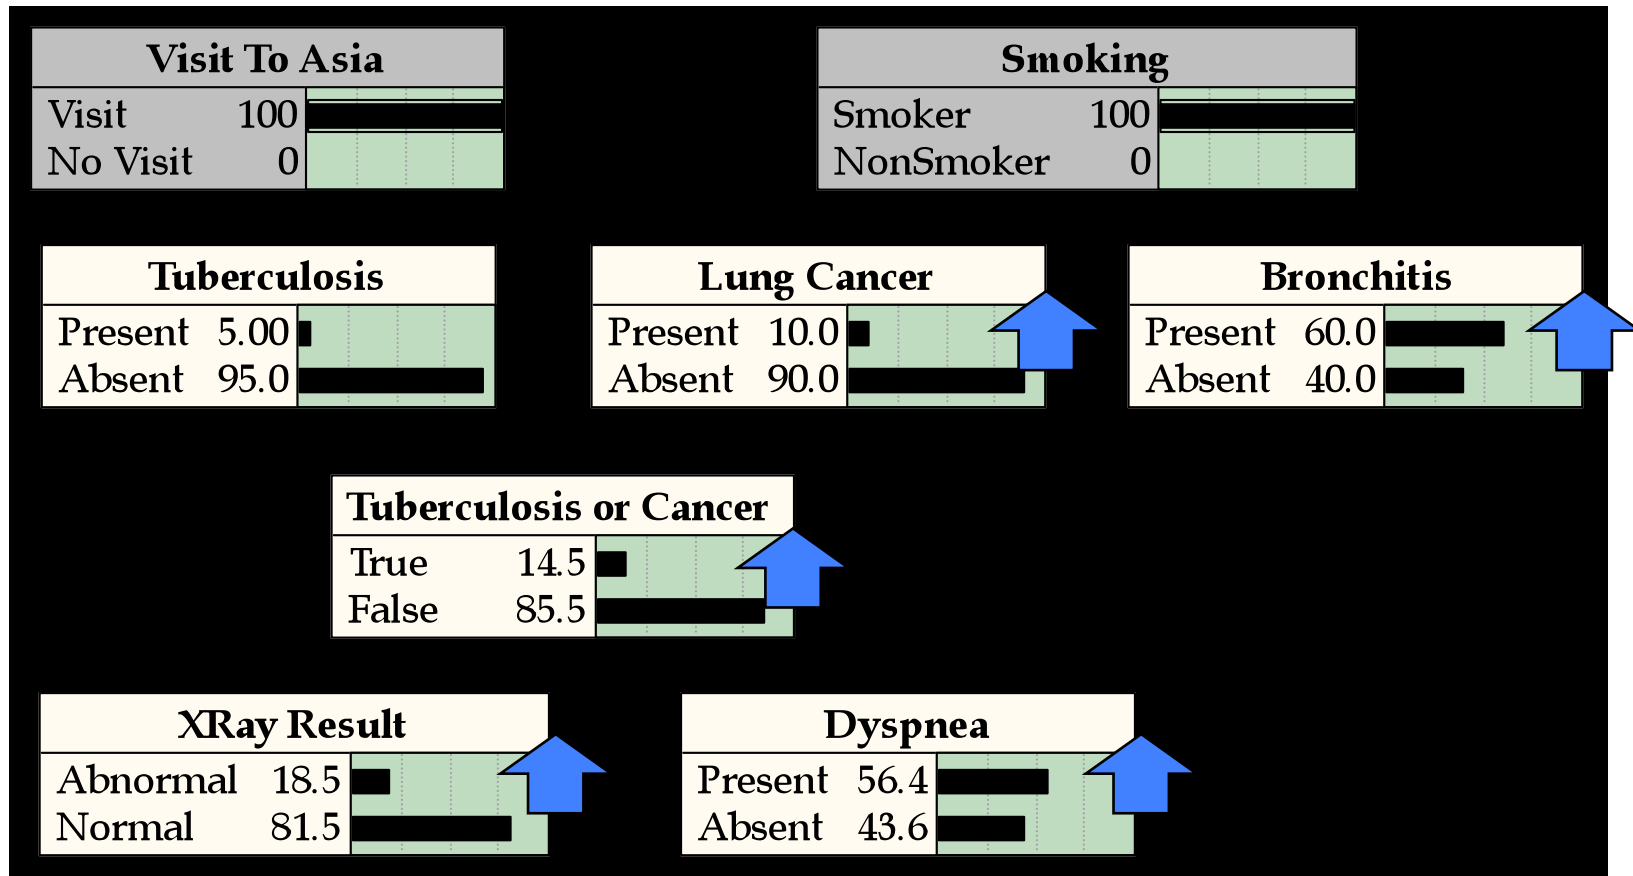 Visit To Asia
Visit 100
No Visit 0
Smoking
Smoker 100
NonSmoker 0
Tuberculosis
Present 5.00
Absent 95.0
Lung Cancer
Present 10.0
Absent 90.0
Bronchitis
Present 60.0
Absent 40.0
Tuberculosis or Cancer
True 14.5
False 85.5
XRay Result
Abnormal 18.5
Normal 81.5
Dyspnea
Present 56.4
Absent 43.6